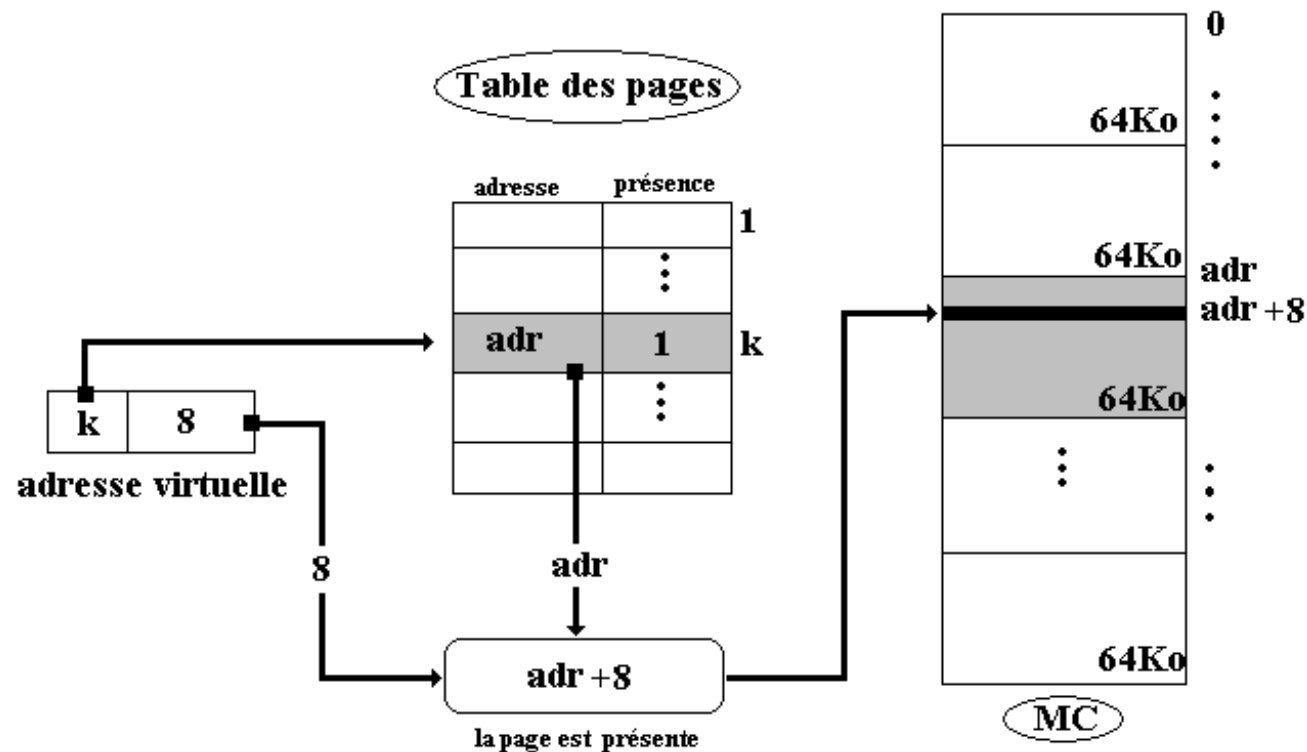 Table des pages
adresse
présence
1
adr
1
k
k
8
adresse virtuelle
8
adr
adr +8
la page est présente
0
64Ko
64Ko
adr
adr +8
64Ko
64Ko
MC